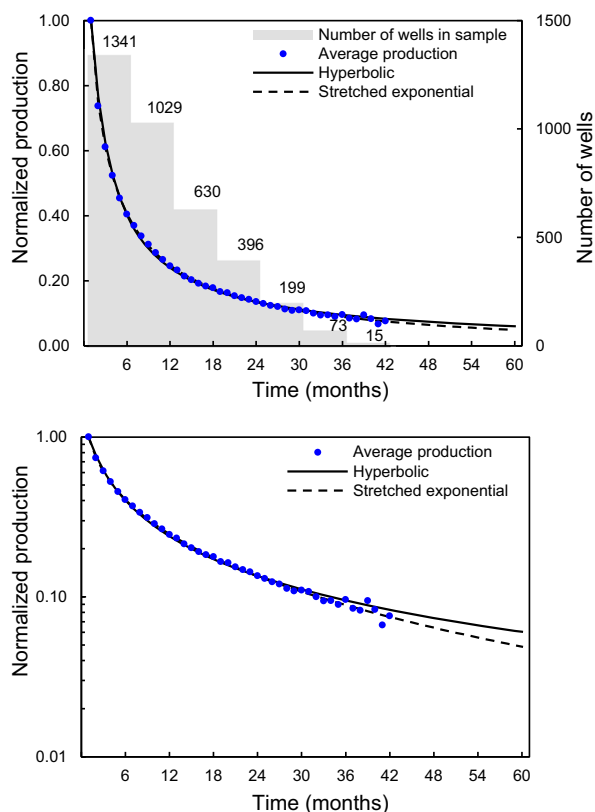 Normalized production
1.00
0.80
0.60
0.40
0.20
0.00
1341
1029
630
396
199
73
15
Number of wells in sample
Average production
Hyperbolic
Stretched exponential
1500
1000
500
0
Number of wells
6 12 18 24 30 36 42 48 54 60
Time (months)
Normalized production
1.00
0.10
0.01
Average production
Hyperbolic
Stretched exponential
6 12 18 24 30 36 42 48 54 60
Time (months)